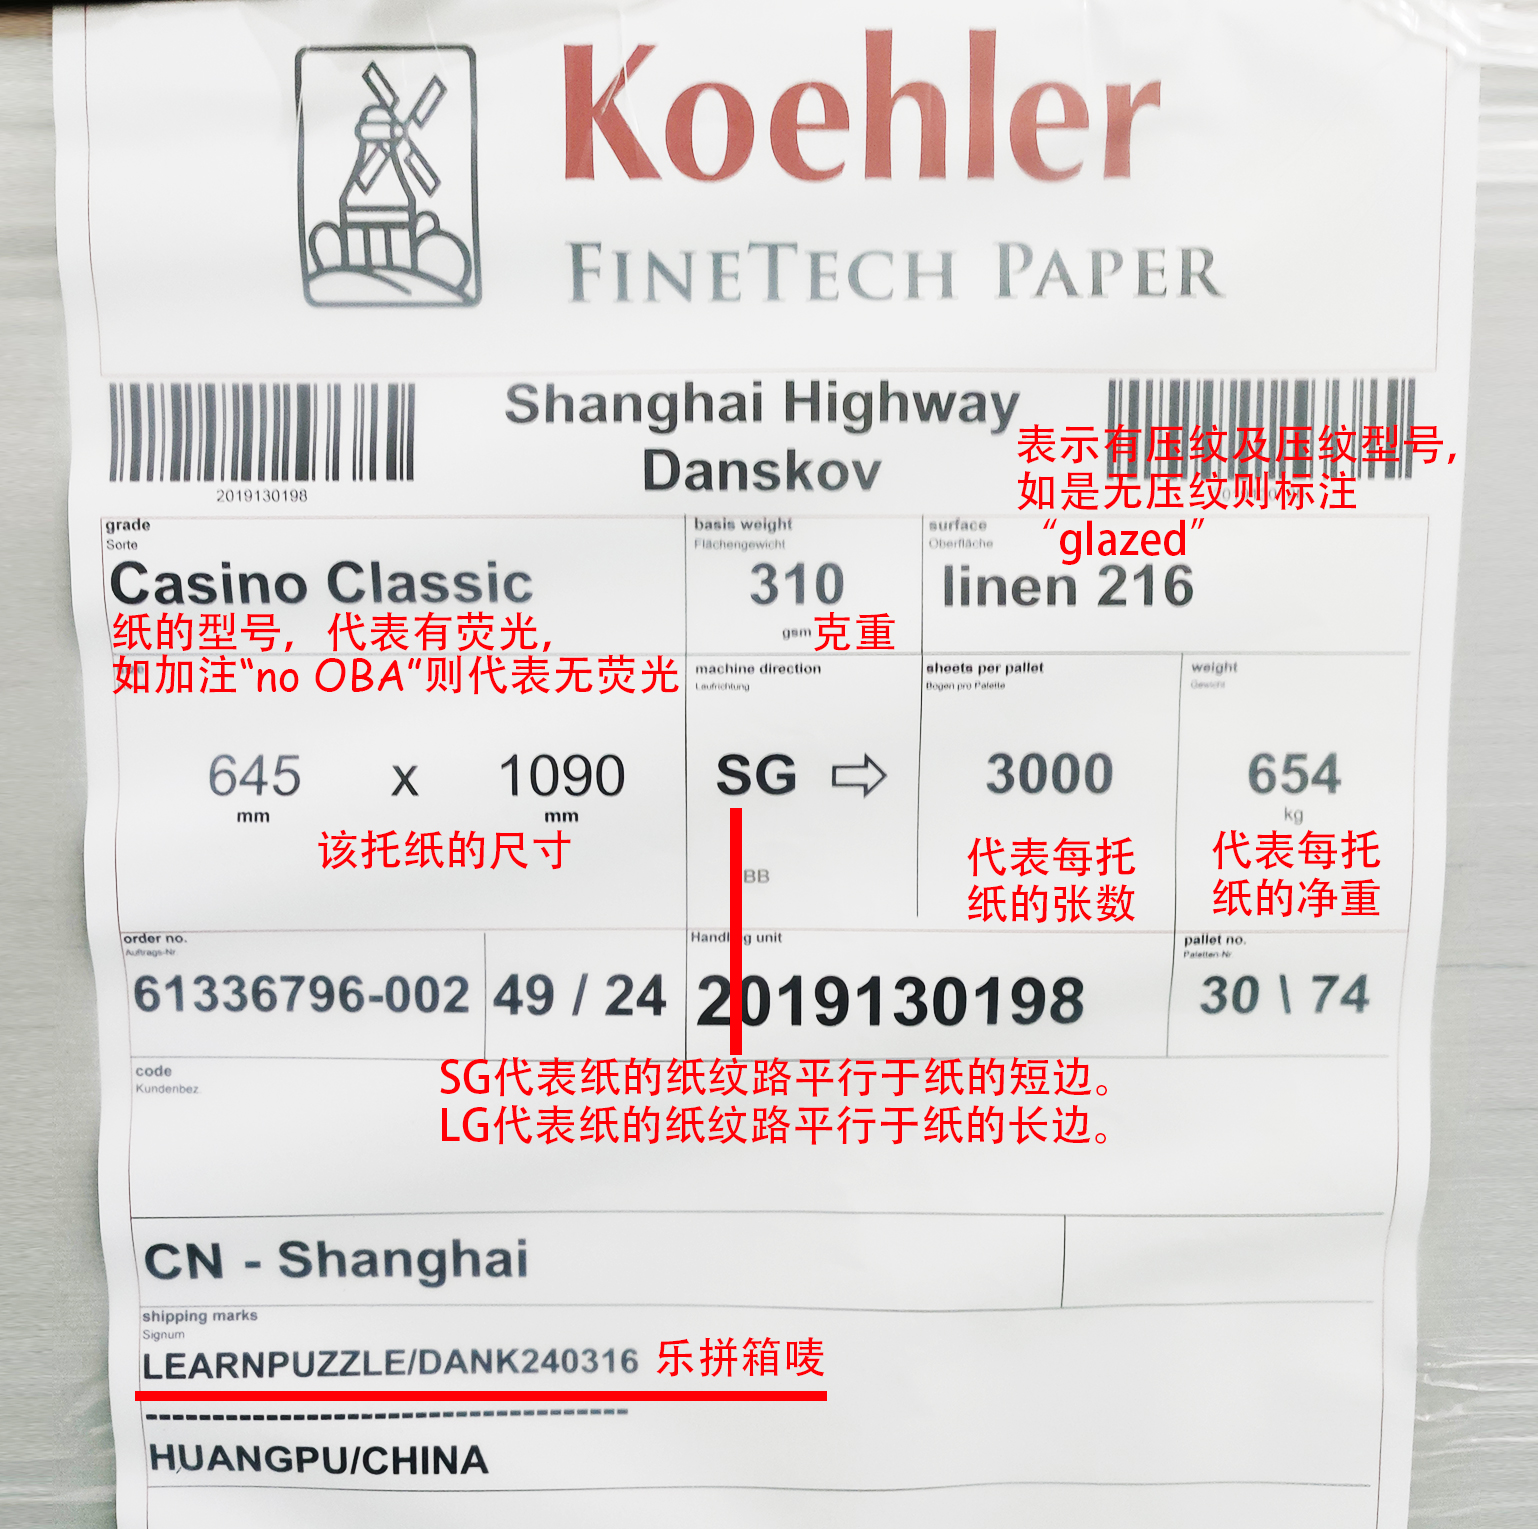 Koehler
FINETECH PAPER
Shanghai Highway
Danskov
2019130198
表示有压纹及压纹型号,
如是无压纹则标注
“glazed”
grade
Sorte
Casino Classic
纸的型号，代表有荧光,
如加注“no OBA”则代表无荧光
basis weight
Flächengewicht
310
gsm 克重
surface
Oberfläche
linen 216
645 x 1090
mm mm
该托纸的尺寸
machine direction
Laufrichtung
SG
BB
sheets per pallet
Bogen pro Palette
3000
代表每托
纸的张数
weight
Gewicht
654
kg
代表每托
纸的净重
order no.
Auftrags-Nr.
61336796-002
49 / 24
Handling unit
2019130198
pallet no.
Paletten-Nr.
30 \ 74
code
Kundenbez.
SG代表纸的纸纹路平行于纸的短边。
LG代表纸的纸纹路平行于纸的长边。
CN - Shanghai
shipping marks
Signum
LEARNPUZZLE/DANK240316 乐拼箱唛
-------------------------------------
HUANGPU/CHINA